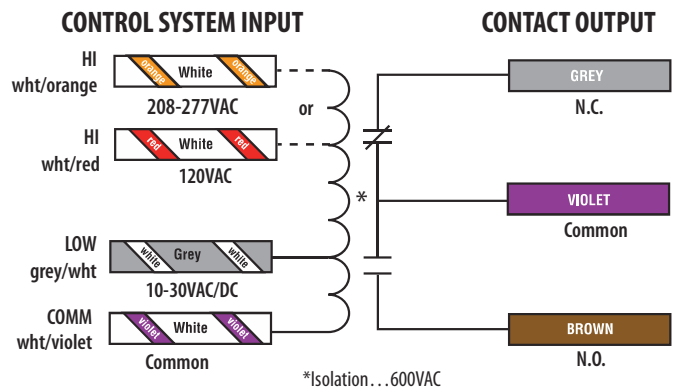 CONTROL SYSTEM INPUT
CONTACT OUTPUT
HI
wht/orange
orange White orange
208-277VAC
or
HI
wht/red
red White red
120VAC
*
LOW
grey/wht
white Grey white
10-30VAC/DC
COMM
wht/violet
violet White violet
Common
GREY
N.C.
VIOLET
Common
BROWN
N.O.
*Isolation...600VAC